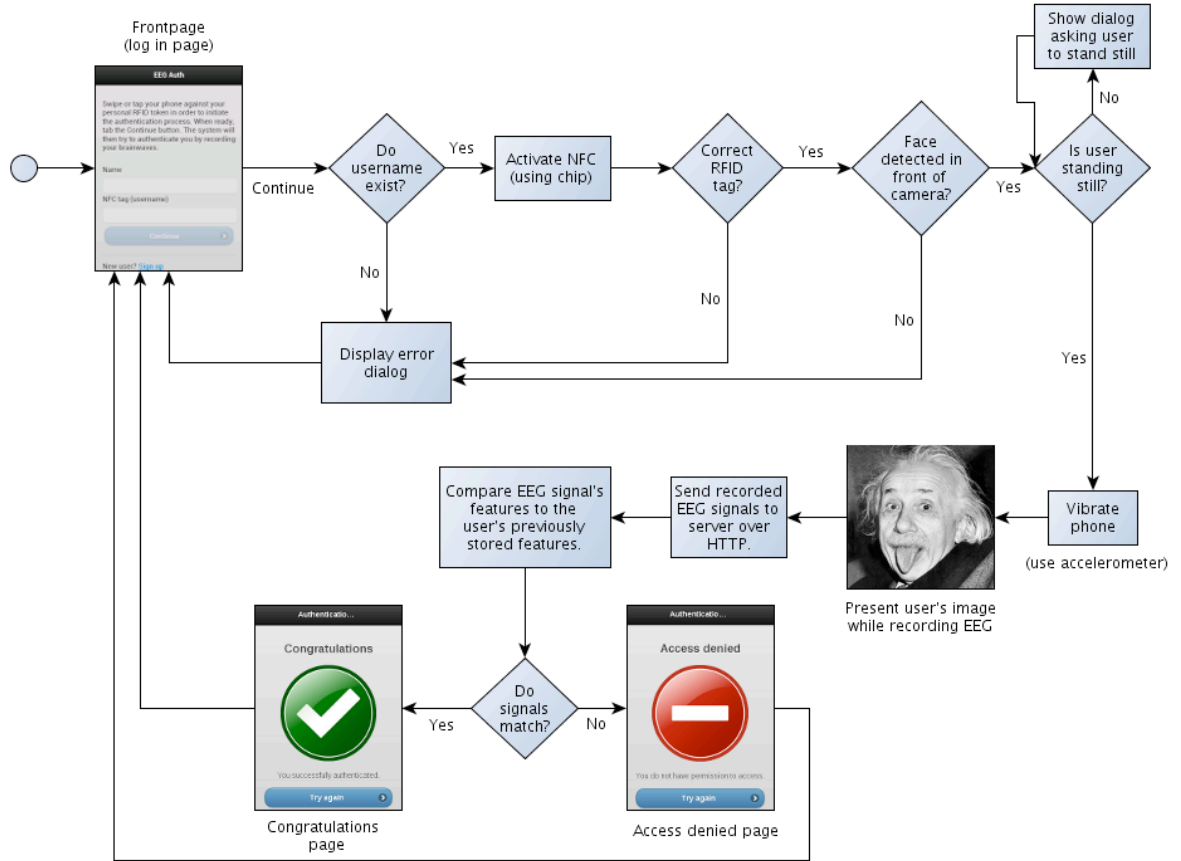 Frontpage
(log in page)
EEG Auth
Swipe or tap your phone against your
personal RFID token in order to initiate
the authentication process. When ready,
tab the Continue button. The system will
then try to authenticate you by recording
your brainwaves.
Name
NFC tag (username)
Continue
New user? Sign up
Continue
Do
username
exist?
Yes
No
Activate NFC
(using chip)
Correct
RFID
tag?
Yes
No
Face
detected in
front of
camera?
Yes
No
Show dialog
asking user
to stand still
No
Is user
standing
still?
Yes
Display error
dialog
Vibrate
phone
(use accelerometer)
Present user's image
while recording EEG
Send recorded
EEG signals to
server over
HTTP.
Compare EEG signal's
features to the
user's previously
stored features.
Do
signals
match?
Yes
No
Authenticatio...
Congratulations
You successfully authenticated.
Try again
Congratulations
page
Authenticatio...
Access denied
You do not have permission to access.
Try again
Access denied page